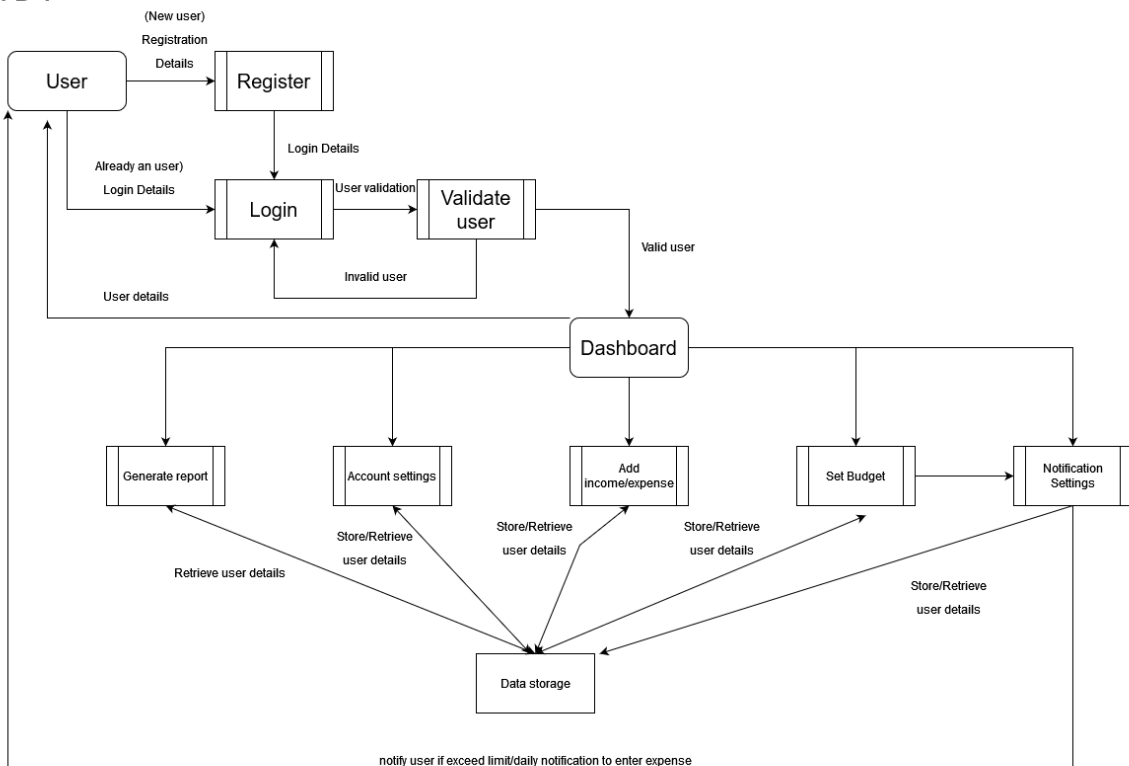 (New user)
Registration
Details
User
Register
Login Details
Already an user)
Login Details
Login
User validation
Validate
user
Valid user
Invalid user
User details
Dashboard
Generate report
Account settings
Add
income/expense
Set Budget
Notification
Settings
Store/Retrieve
user details
Store/Retrieve
user details
Store/Retrieve
user details
Retrieve user details
Store/Retrieve
user details
Data storage
notify user if exceed limit/daily notification to enter expense